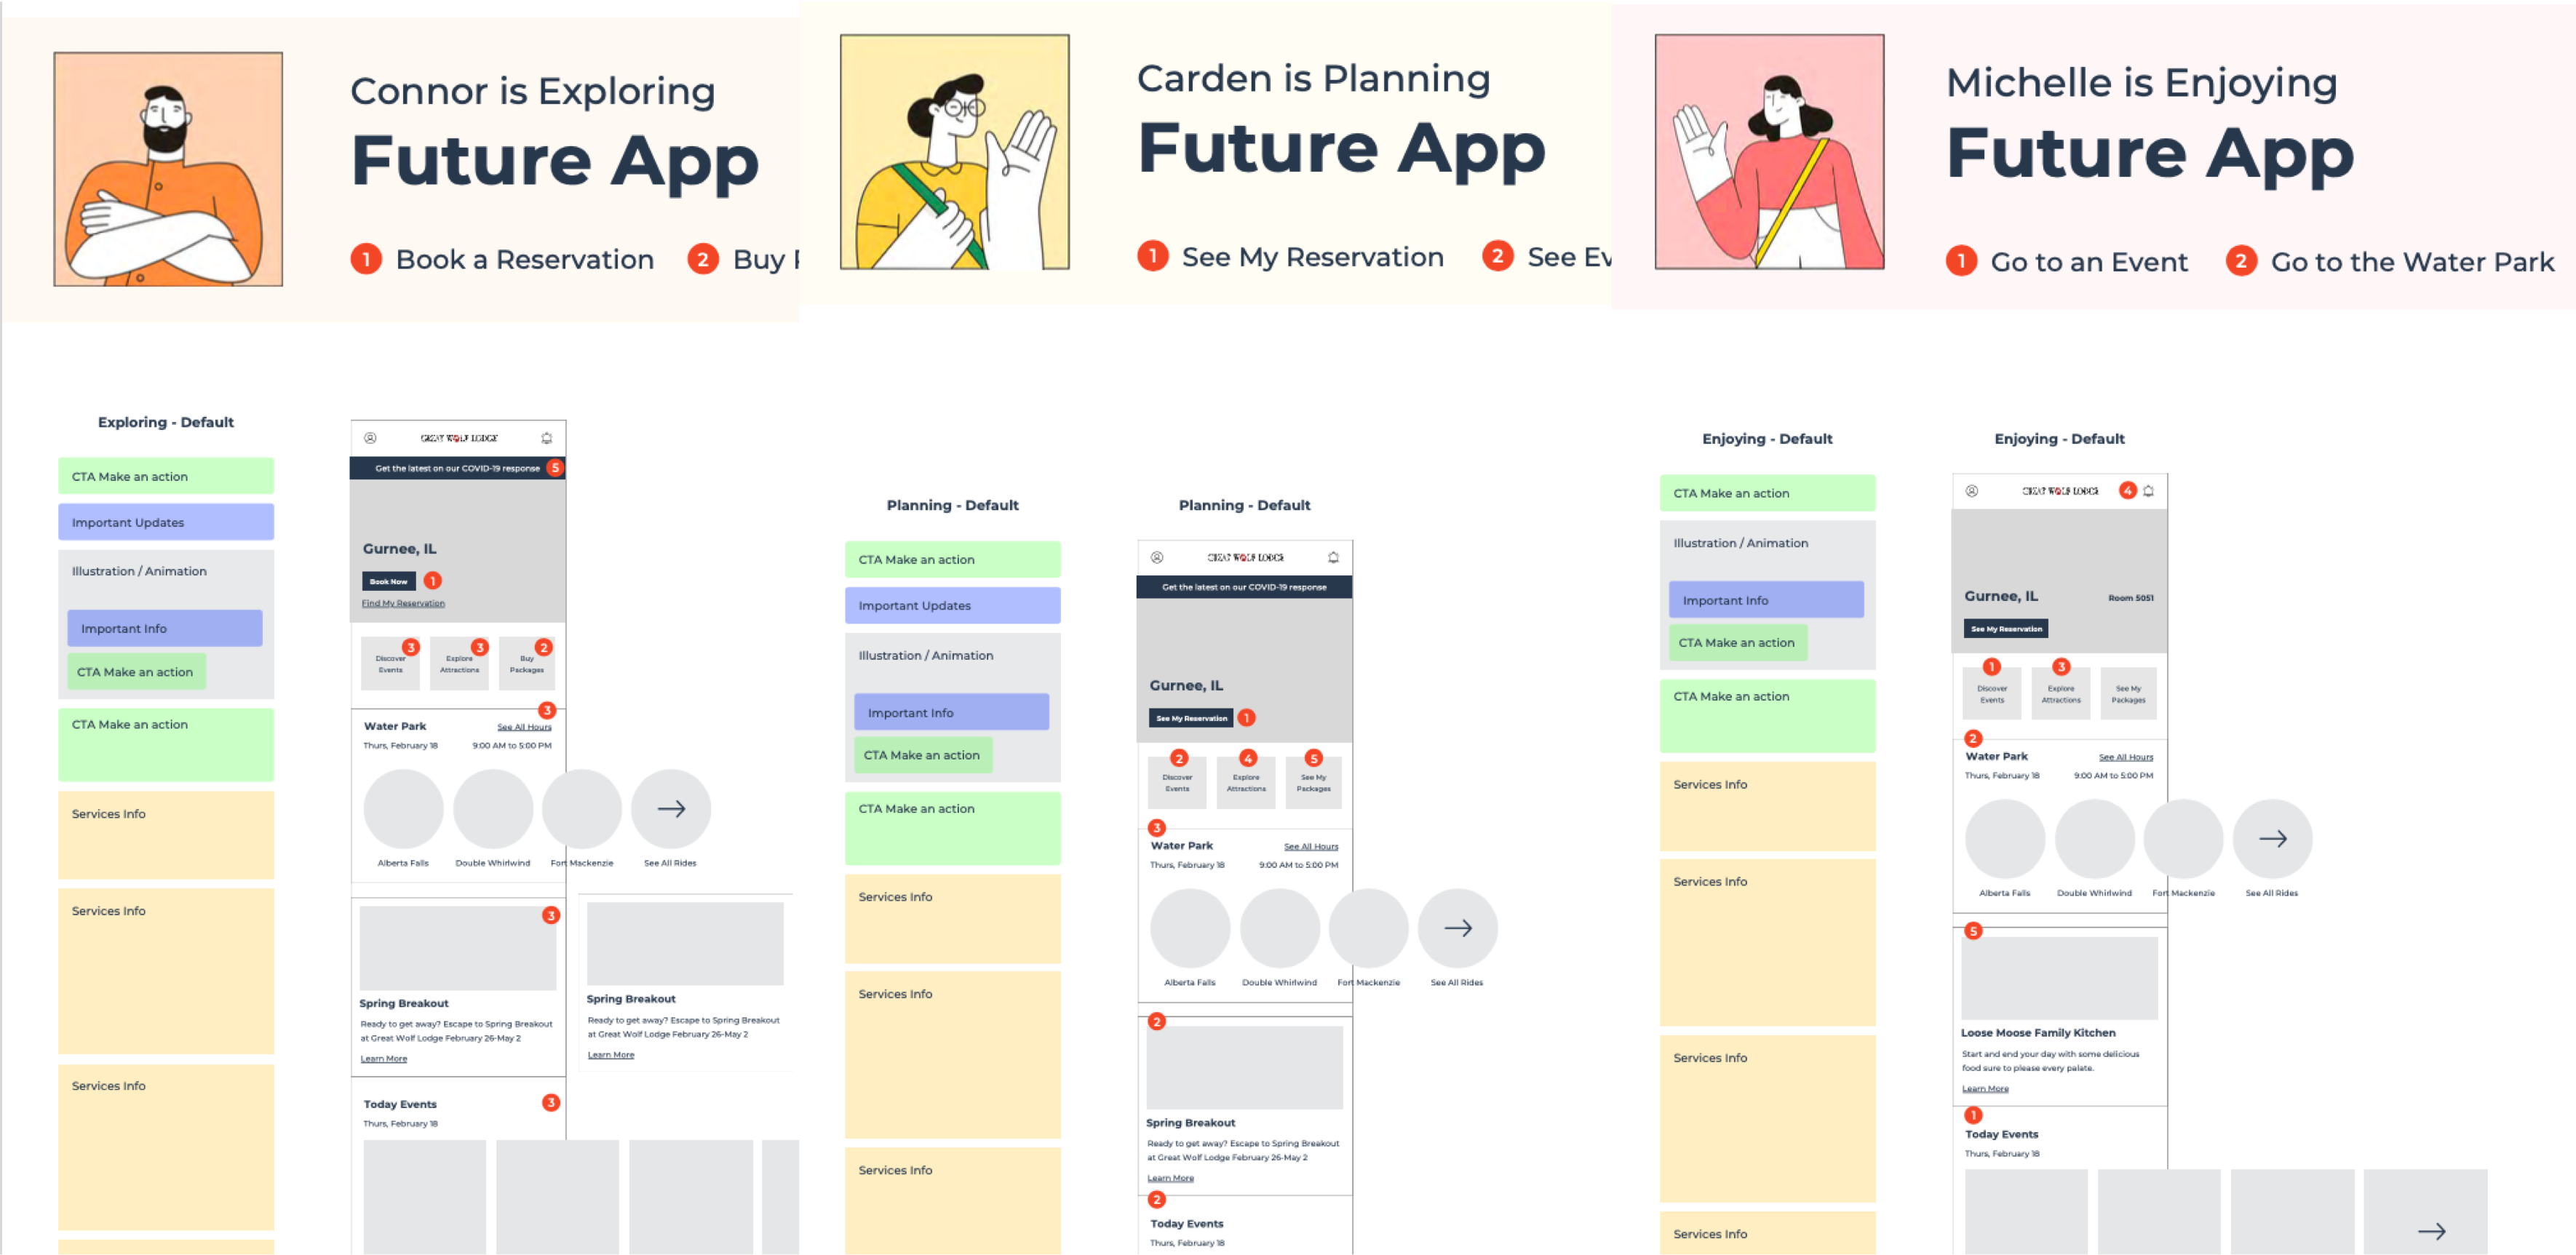 Connor is Exploring
Future App
1 Book a Reservation 2 Buy
Exploring - Default
CTA Make an action
Important Updates
Illustration / Animation
Important Info
CTA Make an action
CTA Make an action
Services Info
Services Info
Services Info
GREAT WOLF LODGE
Get the latest on our COVID-19 response 5
Gurnee, IL
Book Now 1
Find My Reservation
3 3 2
Discover Events
Explore Attractions
Buy Packages
3
Water Park See All Hours
Thurs, February 18 9:00 AM to 5:00 PM
Alberta Falls Double Whirlwind Fort Mackenzie See All Rides
3
Spring Breakout
Ready to get away? Escape to Spring Breakout
at Great Wolf Lodge February 26-May 2
Learn More
Spring Breakout
Ready to get away? Escape to Spring Breakout
at Great Wolf Lodge February 26-May 2
Learn More
Today Events 3
Thurs, February 18
Carden is Planning
Future App
1 See My Reservation 2 See Ev
Planning - Default
CTA Make an action
Important Updates
Illustration / Animation
Important Info
CTA Make an action
CTA Make an action
Services Info
Services Info
Services Info
Planning - Default
GREAT WOLF LODGE
Get the latest on our COVID-19 response
Gurnee, IL
See My Reservation 1
2 4 5
Discover Events
Explore Attractions
See My Packages
3
Water Park See All Hours
Thurs, February 18 9:00 AM to 5:00 PM
Alberta Falls Double Whirlwind Fort Mackenzie See All Rides
2
Spring Breakout
Ready to get away? Escape to Spring Breakout
at Great Wolf Lodge February 26-May 2
Learn More
2
Today Events
Thurs, February 18
Michelle is Enjoying
Future App
1 Go to an Event 2 Go to the Water Park
Enjoying - Default
CTA Make an action
Illustration / Animation
Important Info
CTA Make an action
CTA Make an action
Services Info
Services Info
Services Info
Services Info
Enjoying - Default
GREAT WOLF LODGE 4
Gurnee, IL Room 5051
See My Reservation
1 3
Discover Events
Explore Attractions
See My Packages
2
Water Park See All Hours
Thurs, February 18 9:00 AM to 5:00 PM
Alberta Falls Double Whirlwind Fort Mackenzie See All Rides
5
Loose Moose Family Kitchen
Start and end your day with some delicious
food sure to please every palate.
Learn More
1
Today Events
Thurs, February 18